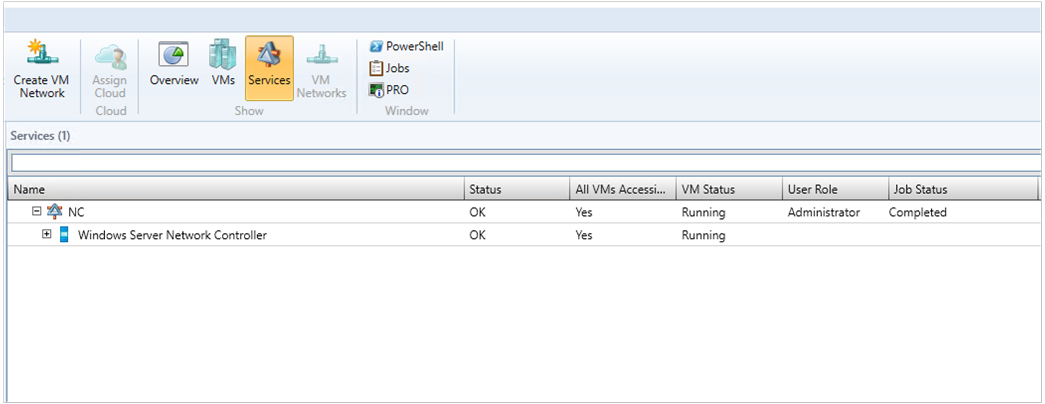 Create VM
Network
Assign
Cloud
Cloud
Overview
VMs
Services
VM
Networks
Show
PowerShell
Jobs
PRO
Window
Services (1)
Name Status All VMs Accessi... VM Status User Role Job Status
NC OK Yes Running Administrator Completed
Windows Server Network Controller OK Yes Running